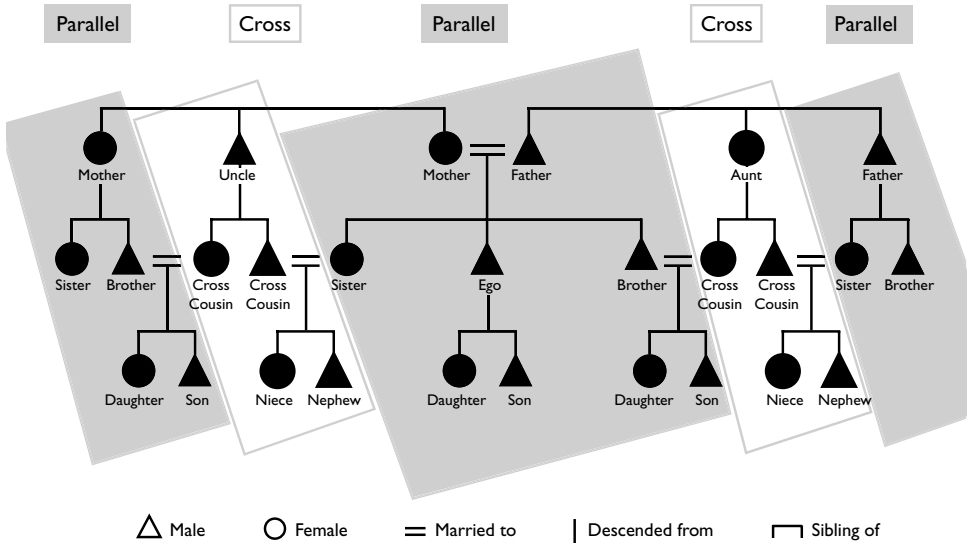 Parallel
Cross
Parallel
Cross
Parallel
Mother
Uncle
Mother
Father
Aunt
Father
Sister
Brother
Cross
Cousin
Cross
Cousin
Sister
Ego
Brother
Cross
Cousin
Cross
Cousin
Sister
Brother
Daughter
Son
Niece
Nephew
Daughter
Son
Daughter
Son
Niece
Nephew
Male
Female
Married to
Descended from
Sibling of